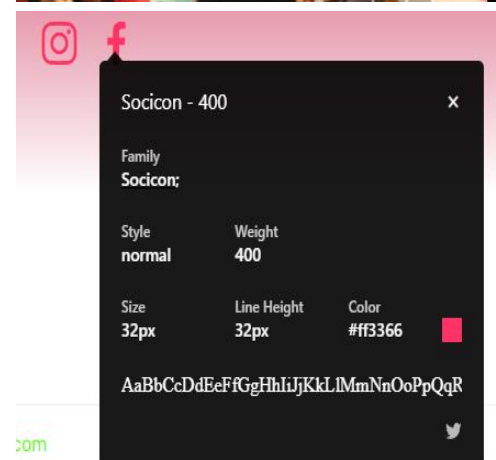 Socicon - 400 ×
Family
Socicon;
Style Weight
normal 400
Size Line Height Color
32px 32px #ff3366
AaBbCcDdEeFfGgHhIiJjKkLlMmNnOoPpQqR
com